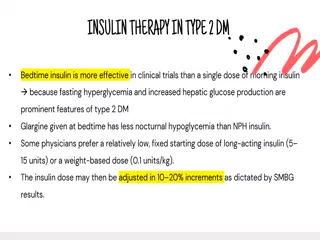 INSULIN THERAPY IN TYPE 2 DM
• Bedtime insulin is more effective in clinical trials than a single dose of morning insulin
→ because fasting hyperglycemia and increased hepatic glucose production are
prominent features of type 2 DM
• Glargine given at bedtime has less nocturnal hypoglycemia than NPH insulin.
• Some physicians prefer a relatively low, fixed starting dose of long-acting insulin (5–
15 units) or a weight-based dose (0.1 units/kg).
• The insulin dose may then be adjusted in 10–20% increments as dictated by SMBG
results.